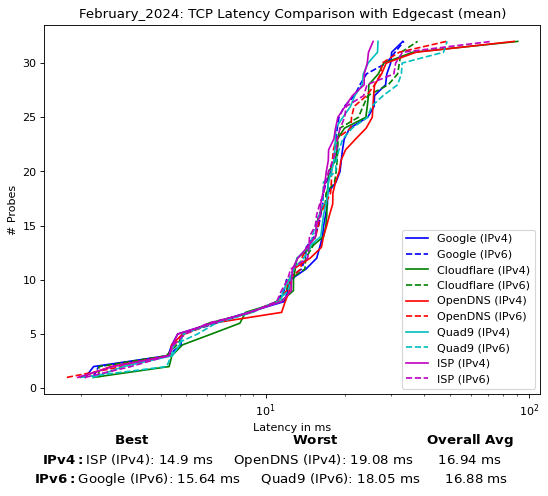 February_2024: TCP Latency Comparison with Edgecast (mean)
# Probes
30
25
20
15
10
5
0
Google (IPv4)
Google (IPv6)
Cloudflare (IPv4)
Cloudflare (IPv6)
OpenDNS (IPv4)
OpenDNS (IPv6)
Quad9 (IPv4)
Quad9 (IPv6)
ISP (IPv4)
ISP (IPv6)
10¹ 10²
Latency in ms
Best Worst Overall Avg
IPv4: ISP (IPv4): 14.9 ms OpenDNS (IPv4): 19.08 ms 16.94 ms
IPv6: Google (IPv6): 15.64 ms Quad9 (IPv6): 18.05 ms 16.88 ms